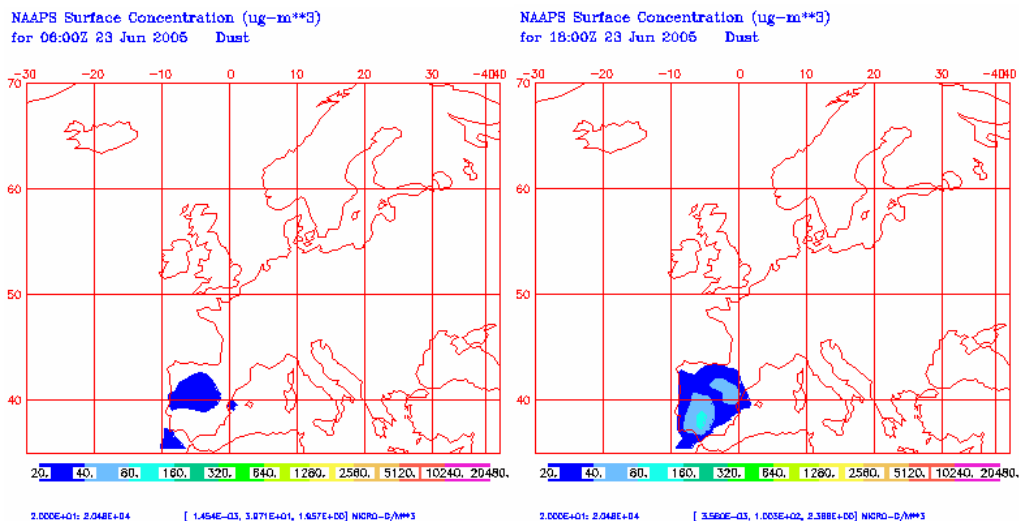 NAAPS Surface Concentration (ug-m**3)
for 06:00Z 23 Jun 2005 Dust
-30 -20 -10 0 10 20 30 40
70
60
50
40
20. 40. 80. 160. 320. 640. 1280. 2560. 5120. 10240. 20480.
2.000E+01: 2.048E+04 [ 1.454E-03, 3.971E+01, 1.957E+00] MICRO-G/M**3
NAAPS Surface Concentration (ug-m**3)
for 18:00Z 23 Jun 2005 Dust
-30 -20 -10 0 10 20 30 40
60
50
40
20. 40. 80. 160. 320. 640. 1280. 2560. 5120. 10240. 20480.
2.000E+01: 2.048E+04 [ 3.560E-03, 1.003E+02, 2.388E+00] MICRO-G/M**3